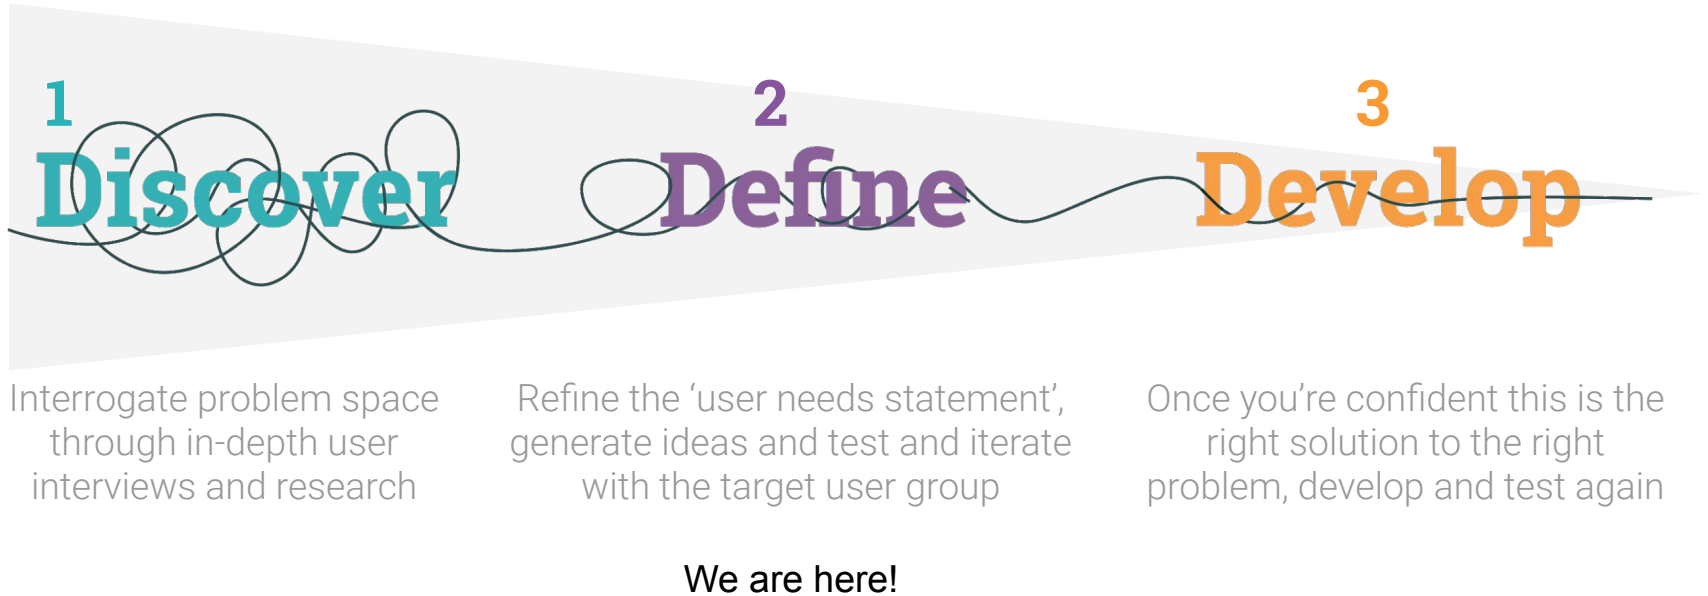 1
Discover
Interrogate problem space
through in-depth user
interviews and research
2
Define
Refine the ‘user needs statement’,
generate ideas and test and iterate
with the target user group
3
Develop
Once you’re confident this is the
right solution to the right
problem, develop and test again
We are here!